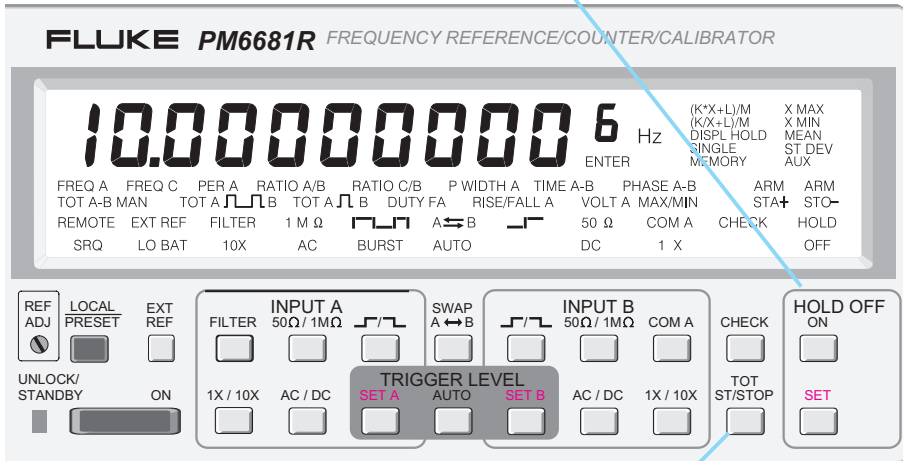 FLUKE PM6681R FREQUENCY REFERENCE/COUNTER/CALIBRATOR
10.000000000 6 Hz
ENTER
(K*X+L)/M X MAX
(K/X+L)/M X MIN
DISPL HOLD MEAN
SINGLE ST DEV
MEMORY AUX
FREQ A FREQ C PER A RATIO A/B RATIO C/B P WIDTH A TIME A-B PHASE A-B ARM ARM
TOT A-B MAN TOT A B TOT A B DUTY FA RISE/FALL A VOLT A MAX/MIN STA+ STO-
REMOTE EXT REF FILTER 1 M Ω A⇆B 50 Ω COM A CHECK HOLD
SRQ LO BAT 10X AC BURST AUTO DC 1 X OFF
REF ADJ LOCAL PRESET EXT REF
INPUT A
FILTER 50Ω/1MΩ
SWAP A↔B
INPUT B
50Ω/1MΩ COM A
CHECK
HOLD OFF
ON
UNLOCK/
STANDBY ON
1X / 10X AC / DC
TRIGGER LEVEL
SET A AUTO SET B
AC / DC 1X / 10X
TOT
ST/STOP
SET